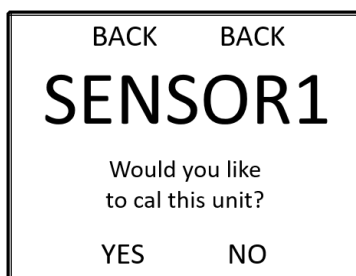 BACK BACK
SENSOR1
Would you like
to cal this unit?
YES NO